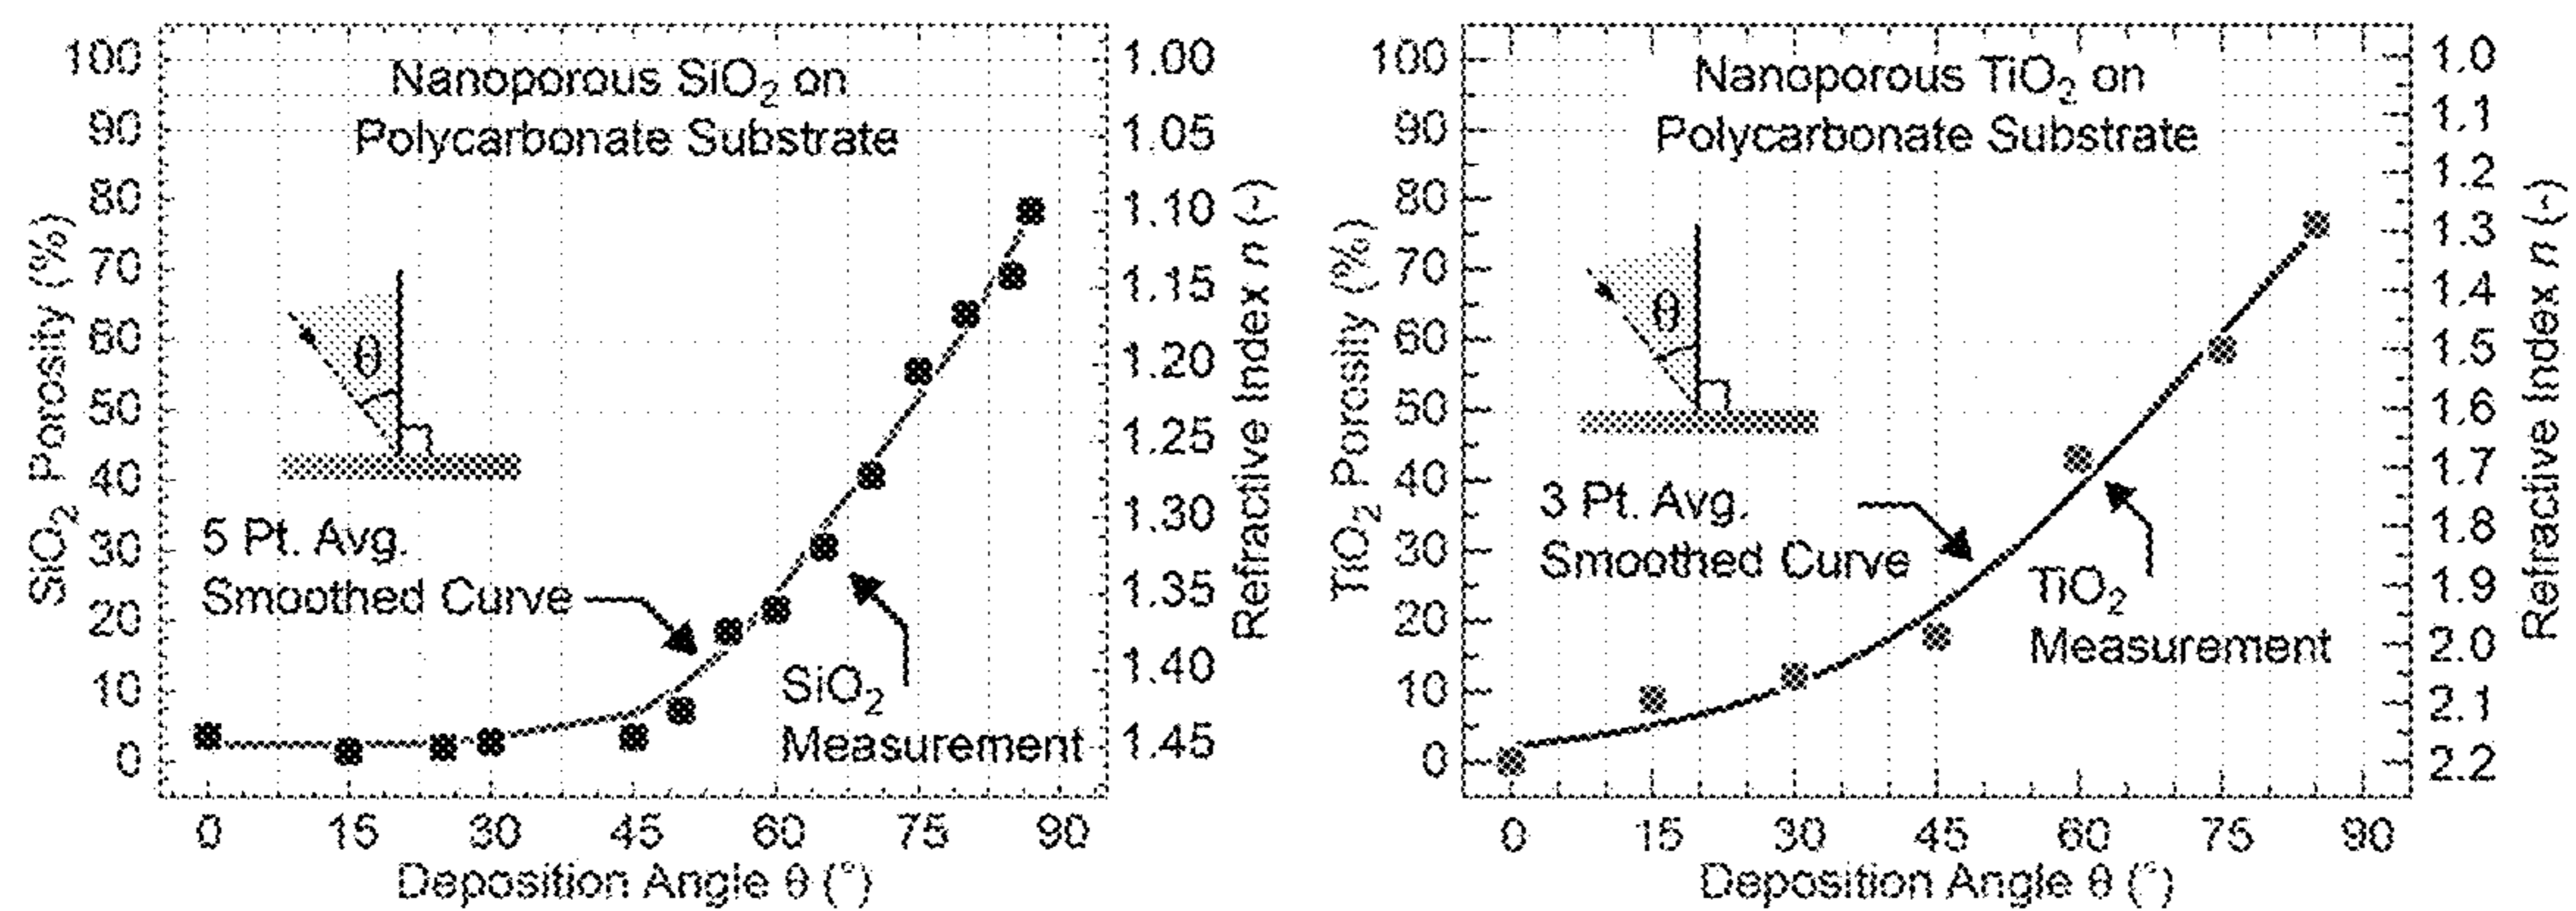 Nanoporous SiO₂ on
Polycarbonate Substrate
SiO₂ Porosity (%)
100
90
80
70
60
50
40
30
20
10
0
θ
5 Pt. Avg.
Smoothed Curve
SiO₂
Measurement
1.00
1.05
1.10
1.15
1.20
1.25
1.30
1.35
1.40
1.45
Refractive Index n (-)
0 15 30 45 60 75 90
Deposition Angle θ (°)
Nanoporous TiO₂ on
Polycarbonate Substrate
TiO₂ Porosity (%)
100
90
80
70
60
50
40
30
20
10
0
θ
3 Pt. Avg.
Smoothed Curve
TiO₂
Measurement
1.0
1.1
1.2
1.3
1.4
1.5
1.6
1.7
1.8
1.9
2.0
2.1
2.2
Refractive Index n (-)
0 15 30 45 60 75 90
Deposition Angle θ (°)